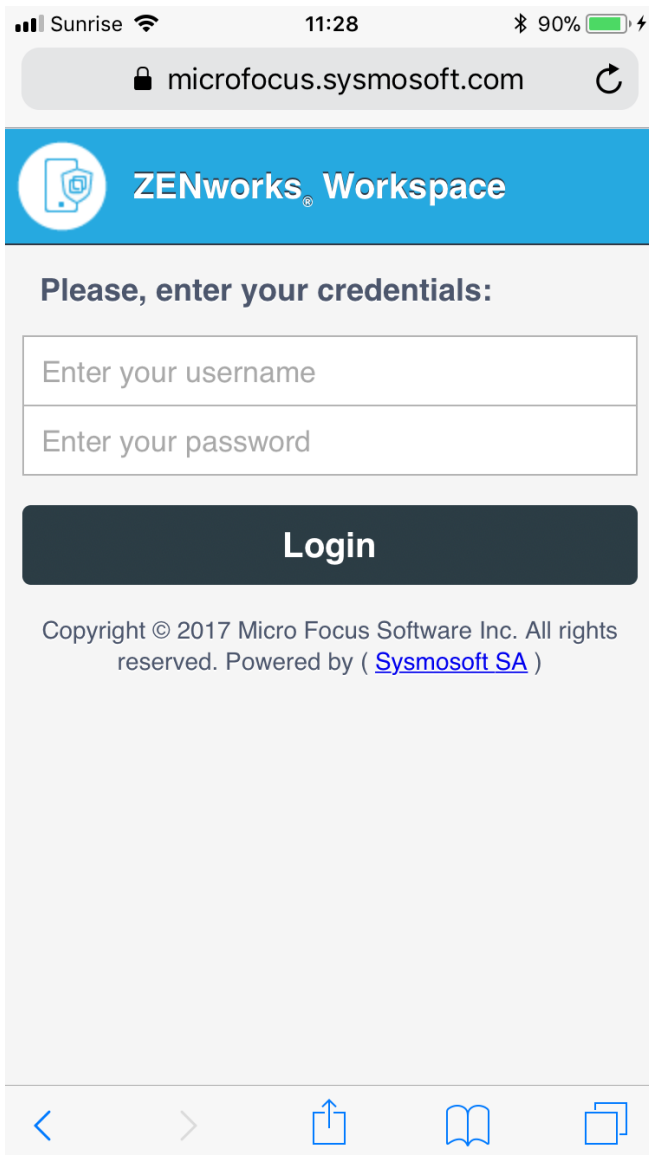 Sunrise 11:28 90%
microfocus.sysmosoft.com
ZENworks® Workspace
Please, enter your credentials:
Enter your username
Enter your password
Login
Copyright © 2017 Micro Focus Software Inc. All rights
reserved. Powered by ( Sysmosoft SA )